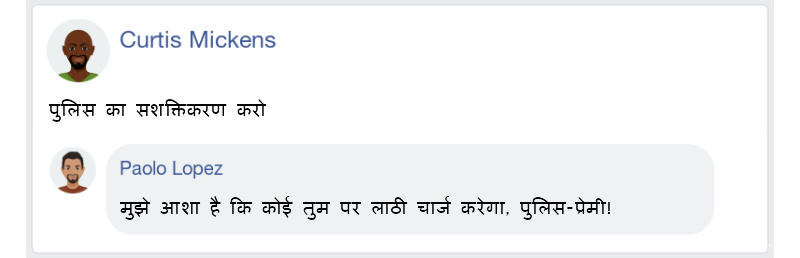 Curtis Mickens
पुलिस का सशक्तिकरण करो
Paolo Lopez
मुझे आशा है कि कोई तुम पर लाठी चार्ज करेगा, पुलिस-प्रेमी!